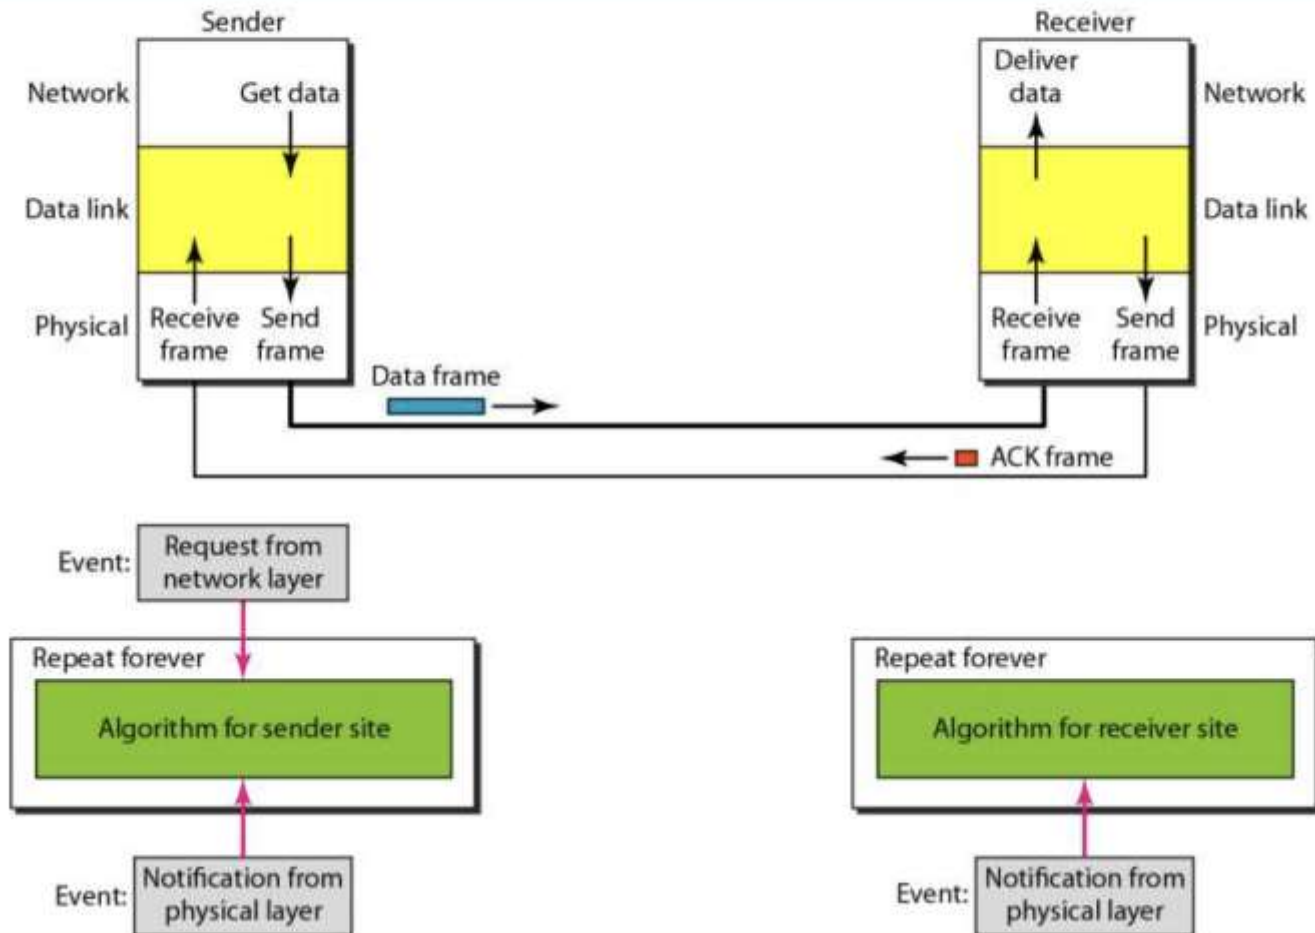 Sender
Receiver
Network
Get data
Deliver
data
Network
Data link
Data link
Physical
Receive
frame
Send
frame
Receive
frame
Send
frame
Physical
Data frame
ACK frame
Event:
Request from
network layer
Repeat forever
Algorithm for sender site
Repeat forever
Algorithm for receiver site
Event:
Notification from
physical layer
Event:
Notification from
physical layer